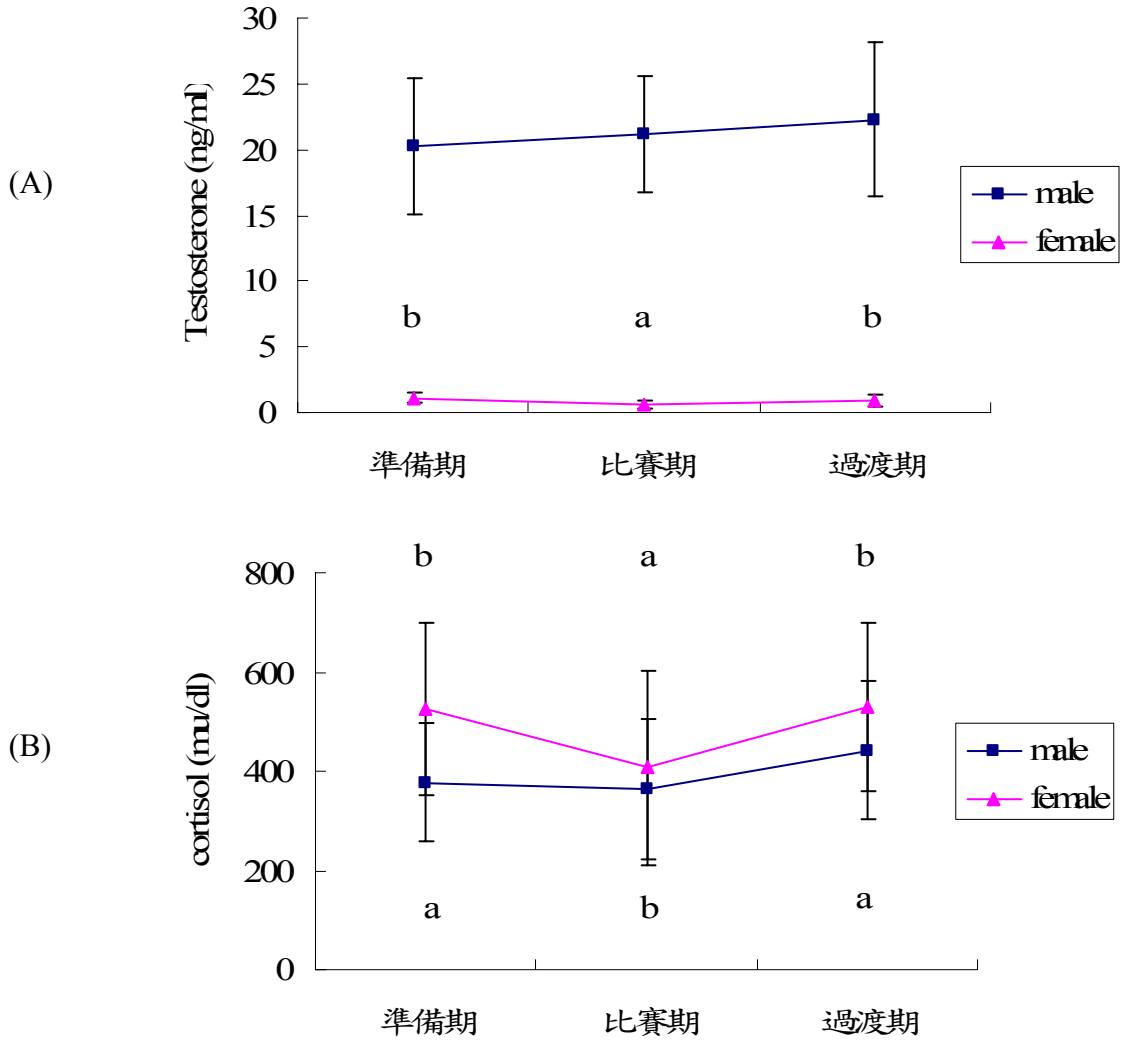 (A)
Testosterone (ng/ml)
30
25
20
15
10
5
0
b a b
準備期 比賽期 過渡期
male
female
(B)
cortisol (mu/dl)
b a b
800
600
400
200
0
a b a
準備期 比賽期 過渡期
male
female